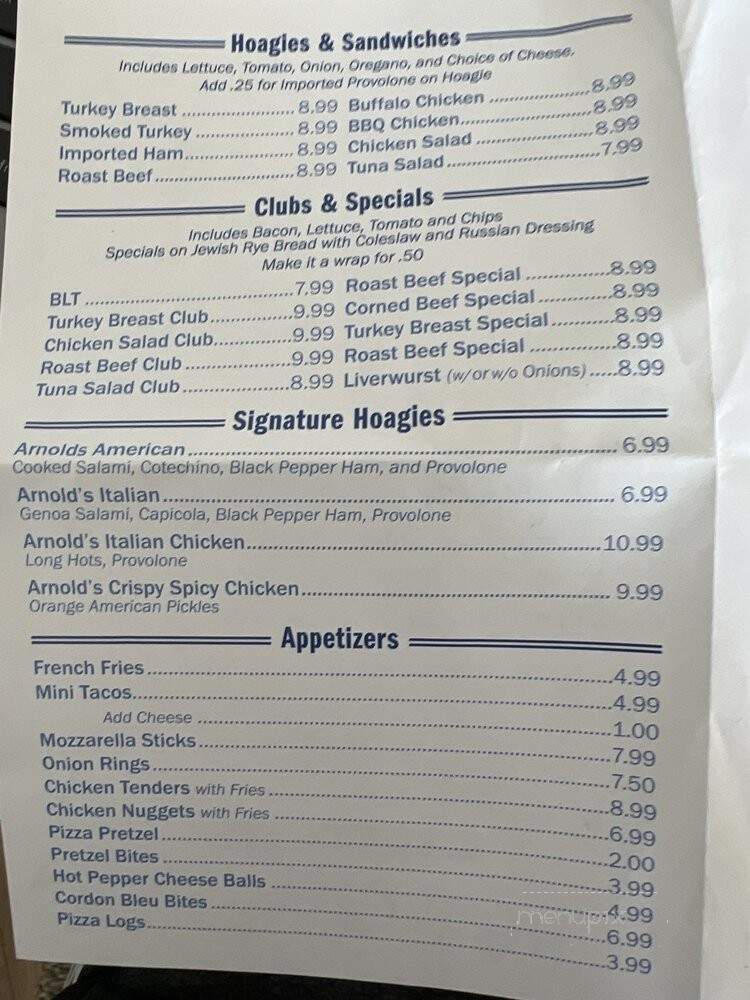 Hoagies & Sandwiches
Includes Lettuce, Tomato, Onion, Oregano, and Choice of Cheese.
Add .25 for Imported Provolone on Hoagie
Turkey Breast 8.99 Buffalo Chicken 8.99
Smoked Turkey 8.99 BBQ Chicken 8.99
Imported Ham 8.99 Chicken Salad 8.99
Roast Beef 8.99 Tuna Salad 7.99
Clubs & Specials
Includes Bacon, Lettuce, Tomato and Chips
Specials on Jewish Rye Bread with Coleslaw and Russian Dressing
Make it a wrap for .50
BLT 7.99 Roast Beef Special 8.99
Turkey Breast Club 9.99 Corned Beef Special 8.99
Chicken Salad Club 9.99 Turkey Breast Special 8.99
Roast Beef Club 9.99 Roast Beef Special 8.99
Tuna Salad Club 8.99 Liverwurst (w/or w/o Onions) 8.99
Signature Hoagies
Arnolds American 6.99
Cooked Salami, Cotechino, Black Pepper Ham, and Provolone
Arnold's Italian 6.99
Genoa Salami, Capicola, Black Pepper Ham, Provolone
Arnold's Italian Chicken 10.99
Long Hots, Provolone
Arnold's Crispy Spicy Chicken 9.99
Orange American Pickles
Appetizers
French Fries 4.99
Mini Tacos 4.99
Add Cheese 1.00
Mozzarella Sticks 7.99
Onion Rings 7.50
Chicken Tenders with Fries 8.99
Chicken Nuggets with Fries 6.99
Pizza Pretzel 2.00
Pretzel Bites 3.99
Hot Pepper Cheese Balls 4.99
Cordon Bleu Bites 6.99
Pizza Logs 3.99